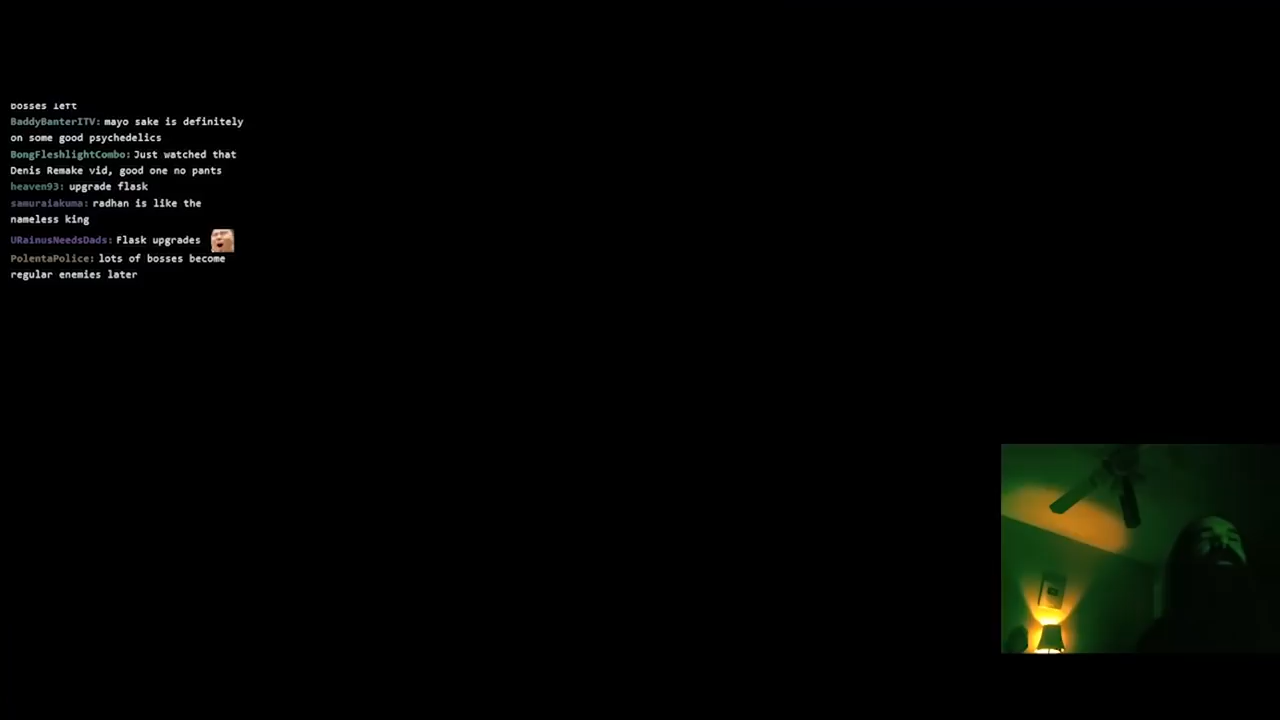 bosses left
BaddyBanterITV: mayo sake is definitely
on some good psychedelics
BongFleshlightCombo: Just watched that
Denis Remake vid, good one no pants
heaven93: upgrade flask
samuraiakuma: radhan is like the
nameless king
URainusNeedsDads: Flask upgrades
PolentaPolice: lots of bosses become
regular enemies later